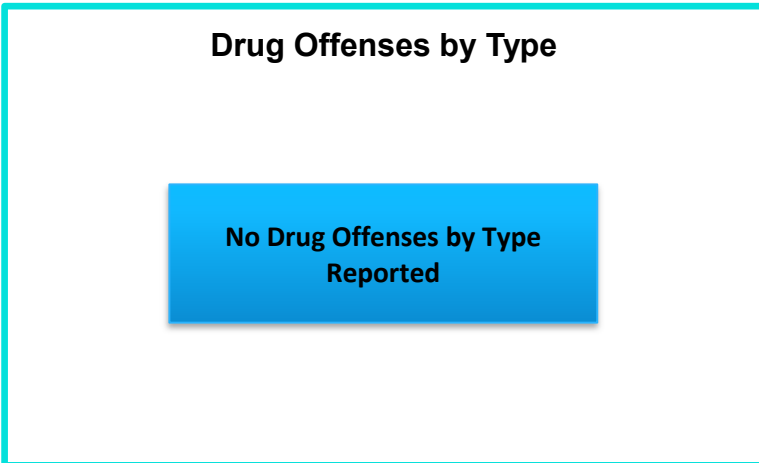 Drug Offenses by Type
No Drug Offenses by Type
Reported